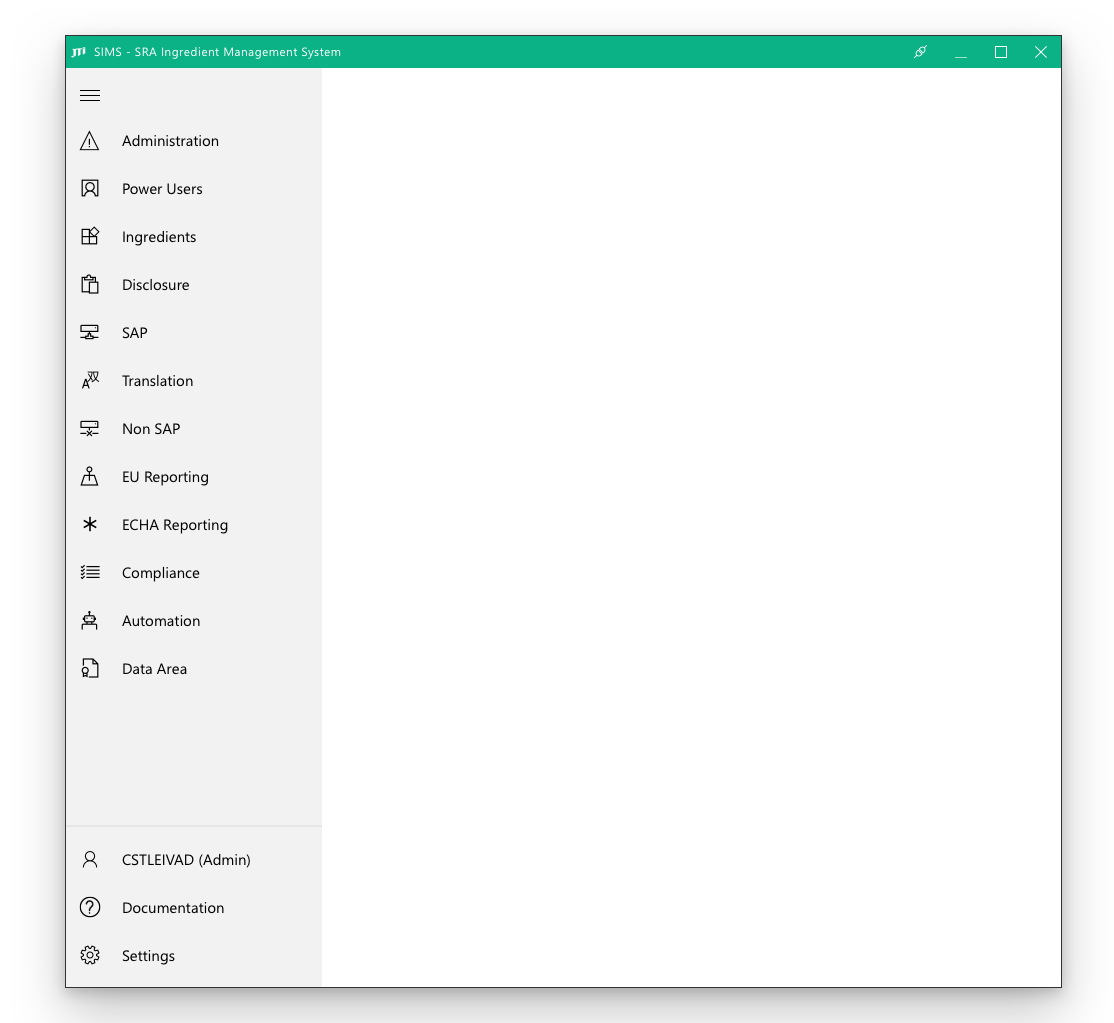 JTI SIMS - SRA Ingredient Management System
Administration
Power Users
Ingredients
Disclosure
SAP
Translation
Non SAP
EU Reporting
ECHA Reporting
Compliance
Automation
Data Area
CSTLEIVAD (Admin)
Documentation
Settings